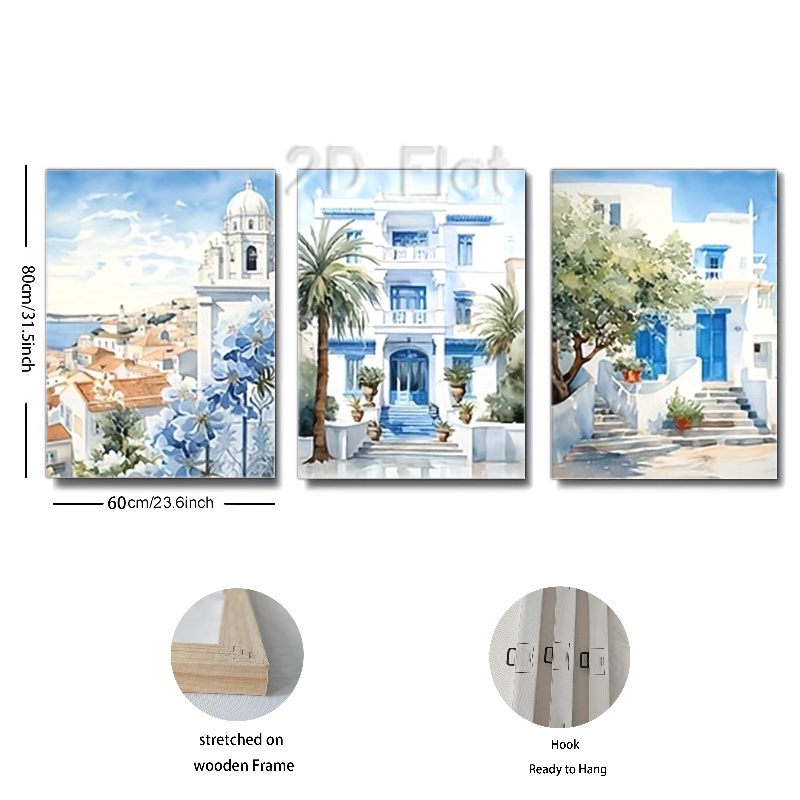 2D Flat
80cm/31.5inch
60cm/23.6inch
stretched on
wooden Frame
Hook
Ready to Hang